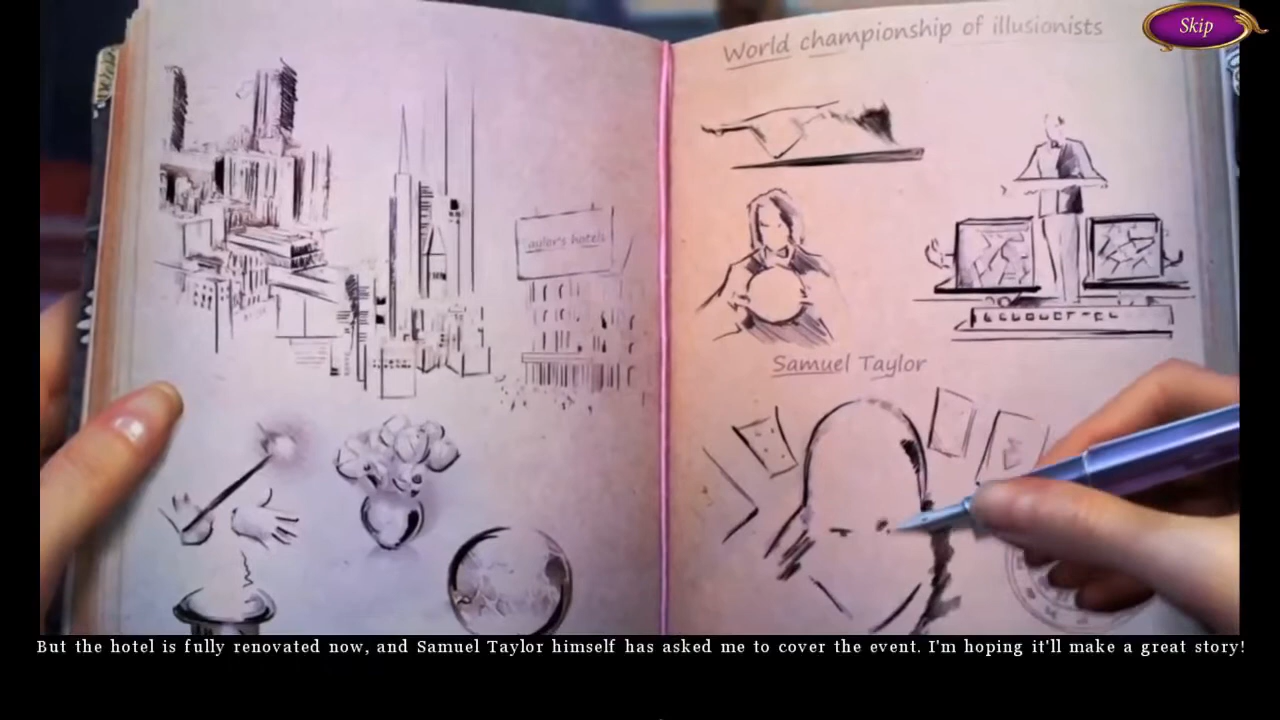 World championship of illusionists
Skip
Taylor's hotels
Samuel Taylor
But the hotel is fully renovated now, and Samuel Taylor himself has asked me to cover the event. I'm hoping it'll make a great story!